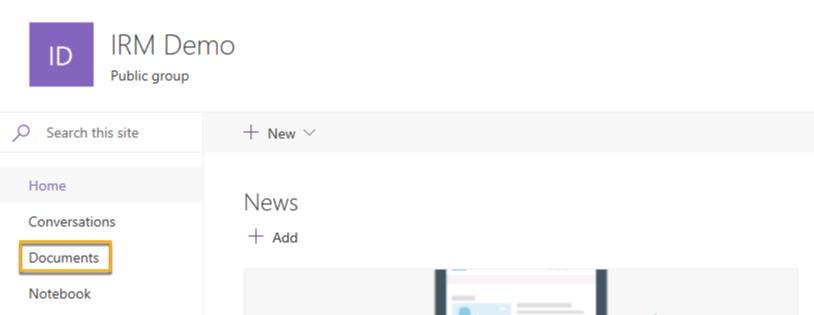 ID
IRM Demo
Public group
Search this site
New
Home
Conversations
Documents
Notebook
News
Add